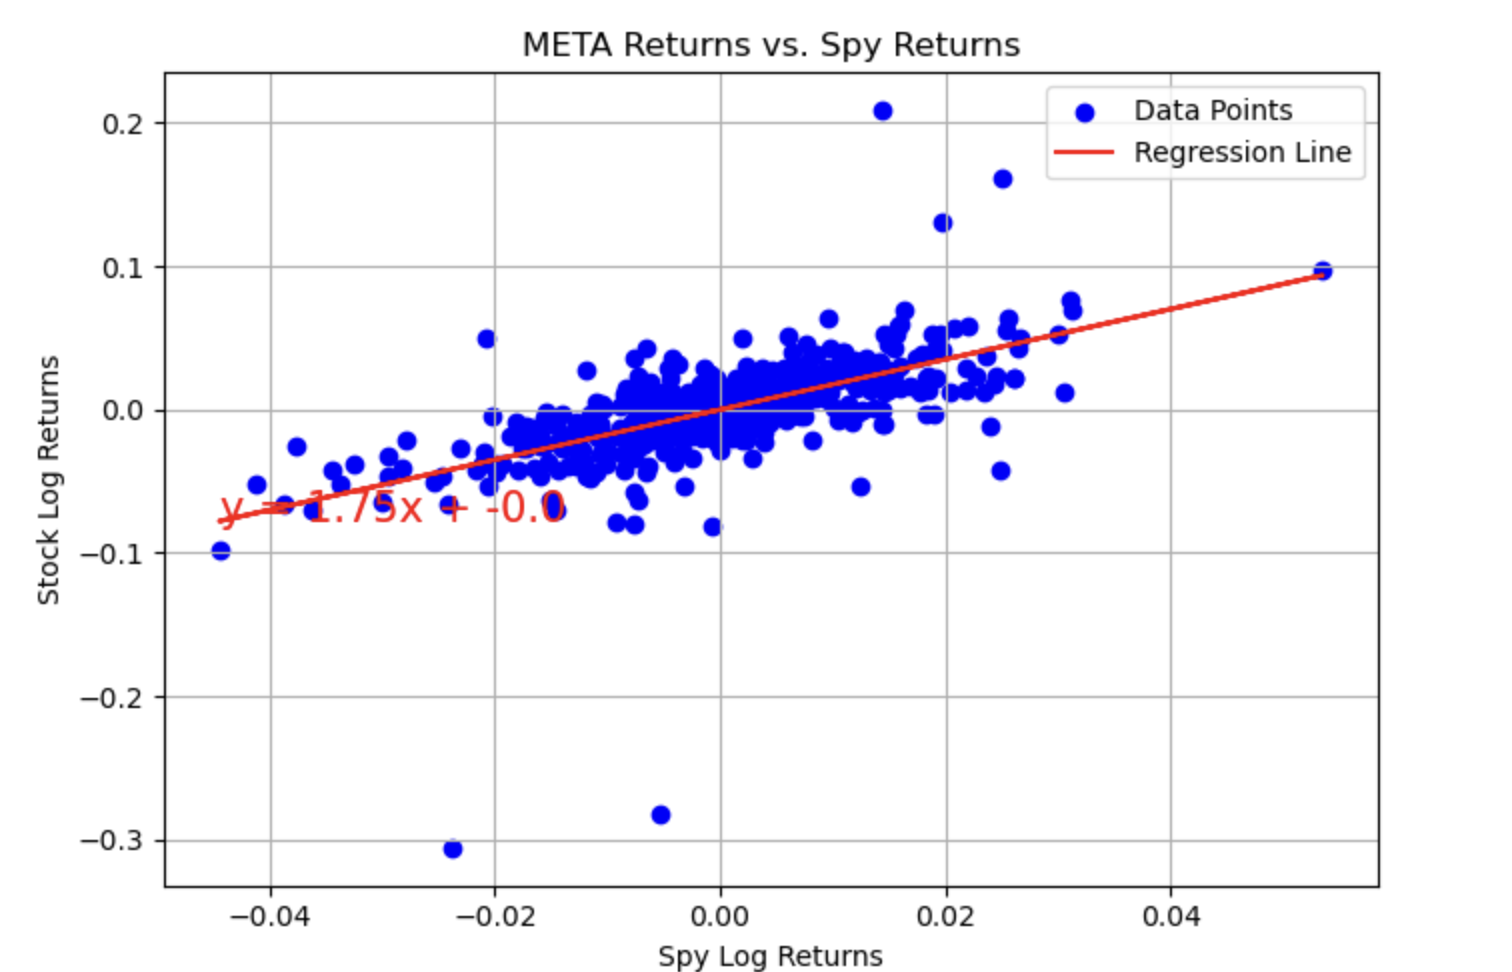 META Returns vs. Spy Returns
Data Points
Regression Line
0.2
0.1
0.0
−0.1
−0.2
−0.3
Stock Log Returns
y = 1.75x + -0.0
−0.04
−0.02
0.00
0.02
0.04
Spy Log Returns